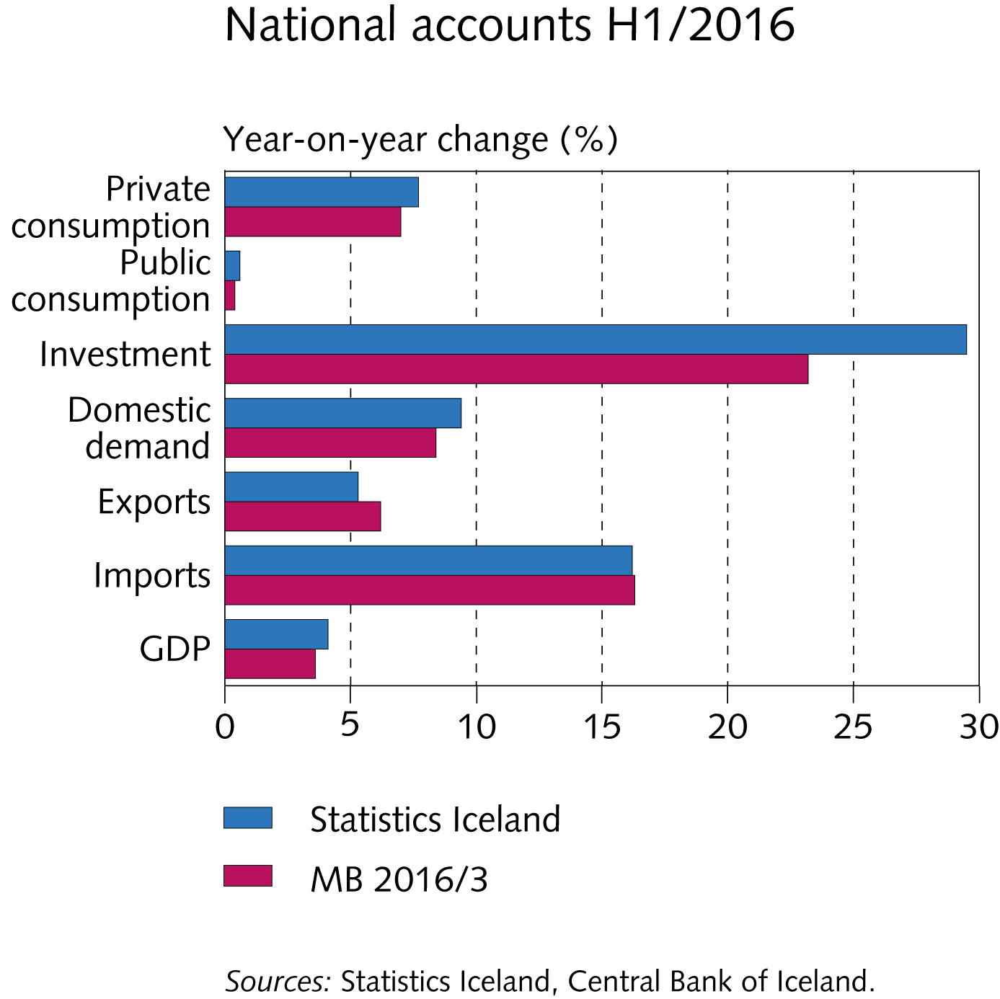 National accounts H1/2016
Year-on-year change (%)
Private
consumption
Public
consumption
Investment
Domestic
demand
Exports
Imports
GDP
0 5 10 15 20 25 30
Statistics Iceland
MB 2016/3
Sources: Statistics Iceland, Central Bank of Iceland.